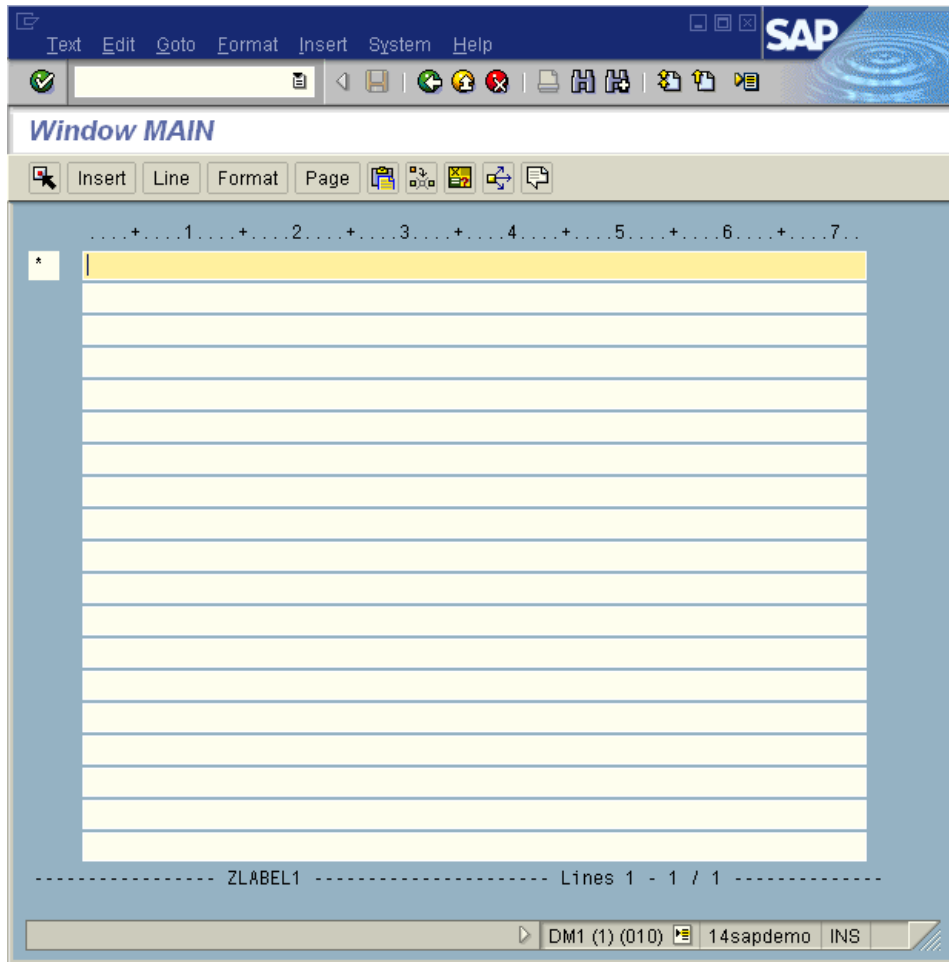 Text Edit Goto Format Insert System Help
SAP
Window MAIN
Insert Line Format Page
....+....1....+....2....+....3....+....4....+....5....+....6....+....7..
*
----------------- ZLABEL1 ---------------------- Lines 1 - 1 / 1 --------------
DM1 (1) (010) 14sapdemo INS